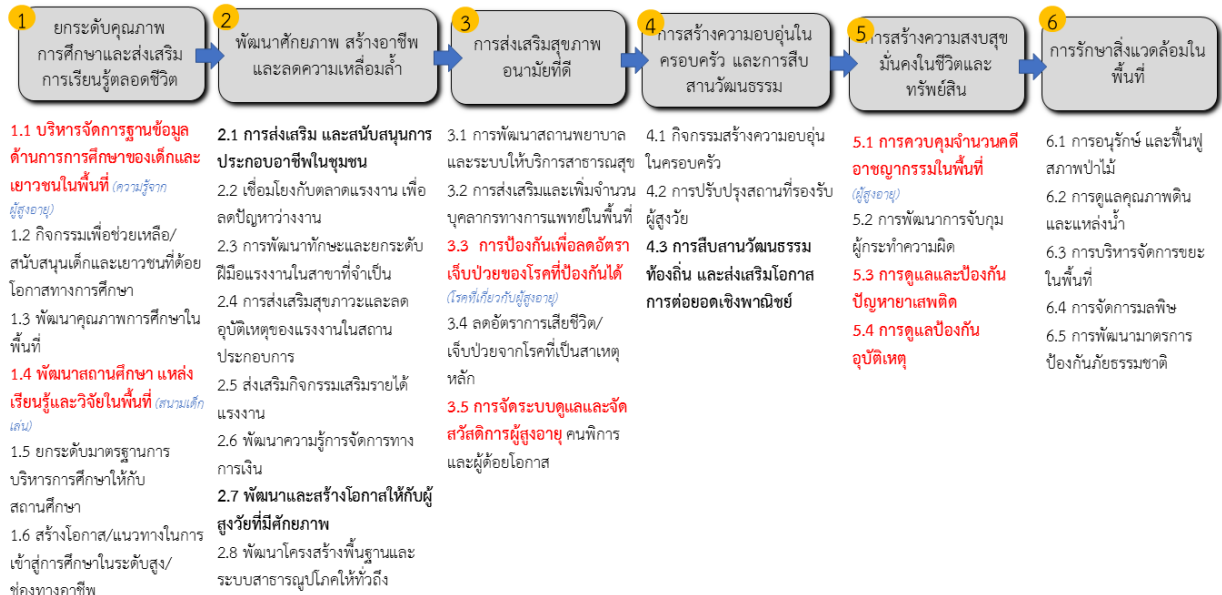 1
ยกระดับคุณภาพ
การศึกษาและส่งเสริม
การเรียนรู้ตลอดชีวิต
1.1 บริหารจัดการฐานข้อมูล
ด้านการการศึกษาของเด็กและ
เยาวชนในพื้นที่ (ความรู้จาก
ผู้สูงอายุ)
1.2 กิจกรรมเพื่อช่วยเหลือ/
สนับสนุนเด็กและเยาวชนที่ด้อย
โอกาสทางการศึกษา
1.3 พัฒนาคุณภาพการศึกษาใน
พื้นที่
1.4 พัฒนาสถานศึกษา แหล่ง
เรียนรู้และวิจัยในพื้นที่ (สนามเด็ก
เล่น)
1.5 ยกระดับมาตรฐานการ
บริหารการศึกษาให้กับ
สถานศึกษา
1.6 สร้างโอกาส/แนวทางในการ
เข้าสู่การศึกษาในระดับสูง/
ช่องทางอาชีพ
2
พัฒนาศักยภาพ สร้างอาชีพ
และลดความเหลื่อมล้ำ
2.1 การส่งเสริม และสนับสนุนการ
ประกอบอาชีพในชุมชน
2.2 เชื่อมโยงกับตลาดแรงงาน เพื่อ
ลดปัญหาว่างงาน
2.3 การพัฒนาทักษะและยกระดับ
ฝีมือแรงงานในสาขาที่จำเป็น
2.4 การส่งเสริมสุขภาวะและลด
อุบัติเหตุของแรงงานในสถาน
ประกอบการ
2.5 ส่งเสริมกิจกรรมเสริมรายได้
แรงงาน
2.6 พัฒนาความรู้การจัดการทาง
การเงิน
2.7 พัฒนาและสร้างโอกาสให้กับผู้
สูงวัยที่มีศักยภาพ
2.8 พัฒนาโครงสร้างพื้นฐานและ
ระบบสาธารณูปโภคให้ทั่วถึง
3
การส่งเสริมสุขภาพ
อนามัยที่ดี
3.1 การพัฒนาสถานพยาบาล
และระบบให้บริการสาธารณสุข
3.2 การส่งเสริมและเพิ่มจำนวน
บุคลากรทางการแพทย์ในพื้นที่
3.3 การป้องกันเพื่อลดอัตรา
เจ็บป่วยของโรคที่ป้องกันได้
(โรคที่เกี่ยวกับผู้สูงอายุ)
3.4 ลดอัตราการเสียชีวิต/
เจ็บป่วยจากโรคที่เป็นสาเหตุ
หลัก
3.5 การจัดระบบดูแลและจัด
สวัสดิการผู้สูงอายุ คนพิการ
และผู้ด้อยโอกาส
4
การสร้างความอบอุ่นใน
ครอบครัว และการสืบ
สานวัฒนธรรม
4.1 กิจกรรมสร้างความอบอุ่น
ในครอบครัว
4.2 การปรับปรุงสถานที่รองรับ
ผู้สูงวัย
4.3 การสืบสานวัฒนธรรม
ท้องถิ่น และส่งเสริมโอกาส
การต่อยอดเชิงพาณิชย์
5
การสร้างความสงบสุข
มั่นคงในชีวิตและ
ทรัพย์สิน
5.1 การควบคุมจำนวนคดี
อาชญากรรมในพื้นที่
(ผู้สูงอายุ)
5.2 การพัฒนาการจับกุม
ผู้กระทำความผิด
5.3 การดูแลและป้องกัน
ปัญหายาเสพติด
5.4 การดูแลป้องกัน
อุบัติเหตุ
6
การรักษาสิ่งแวดล้อมใน
พื้นที่
6.1 การอนุรักษ์ และฟื้นฟู
สภาพป่าไม้
6.2 การดูแลคุณภาพดิน
และแหล่งน้ำ
6.3 การบริหารจัดการขยะ
ในพื้นที่
6.4 การจัดการมลพิษ
6.5 การพัฒนามาตรการ
ป้องกันภัยธรรมชาติ